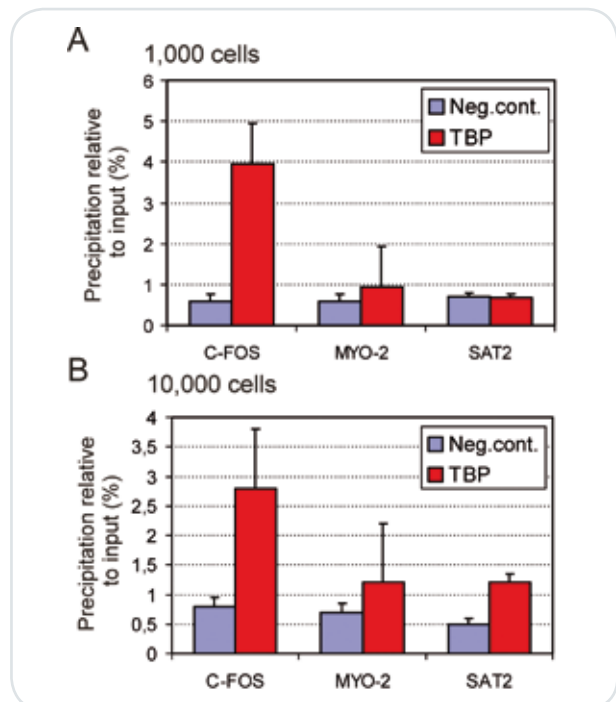 A
1,000 cells
Precipitation relative
to input (%)
6
5
4
3
2
1
0
Neg.cont.
TBP
C-FOS MYO-2 SAT2
B
10,000 cells
Precipitation relative
to input (%)
4
3,5
3
2,5
2
1,5
1
0,5
0
Neg.cont.
TBP
C-FOS MYO-2 SAT2